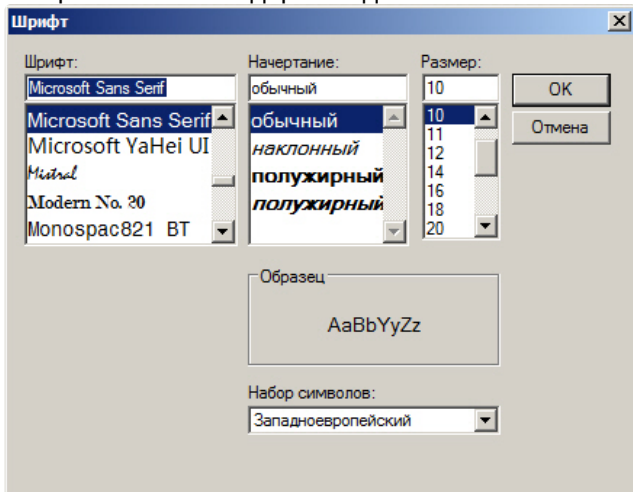 Шрифт
Шрифт:
Microsoft Sans Serif
Microsoft Sans Serif
Microsoft YaHei UI
Mistral
Modern No. 20
Monospac821 BT
Начертание:
обычный
обычный
наклонный
полужирный
полужирный
Размер:
10
10
11
12
14
16
18
20
OK
Отмена
Образец
AaBbYyZz
Набор символов:
Западноевропейский